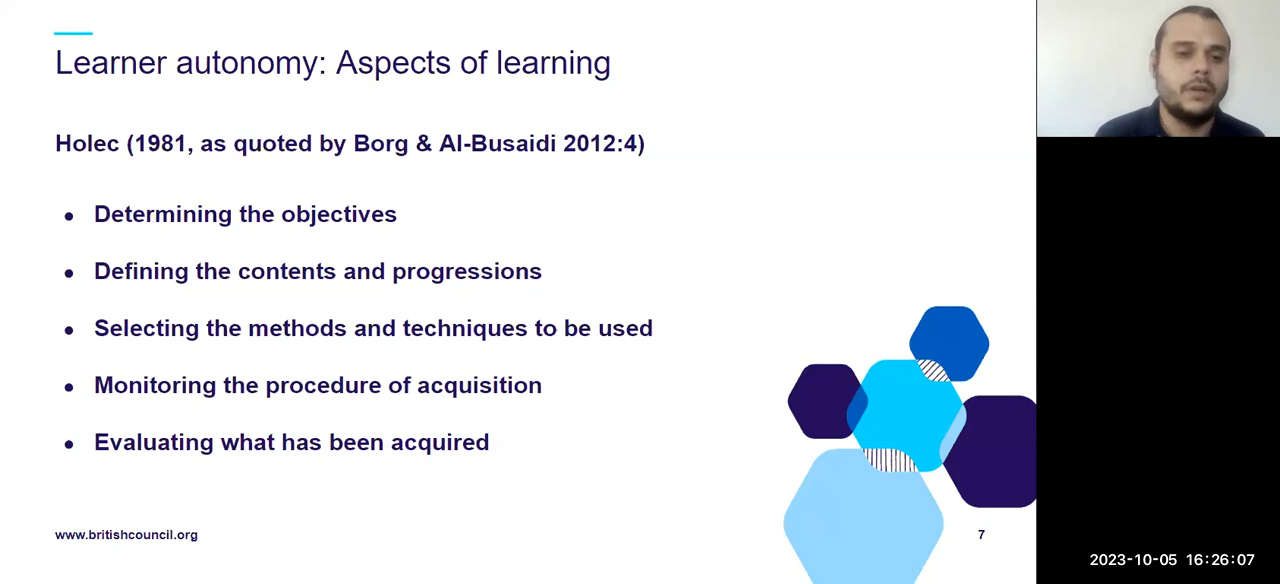 Learner autonomy: Aspects of learning
Holec (1981, as quoted by Borg & Al-Busaidi 2012:4)
• Determining the objectives
• Defining the contents and progressions
• Selecting the methods and techniques to be used
• Monitoring the procedure of acquisition
• Evaluating what has been acquired
www.britishcouncil.org
7
2023-10-05 16:26:07